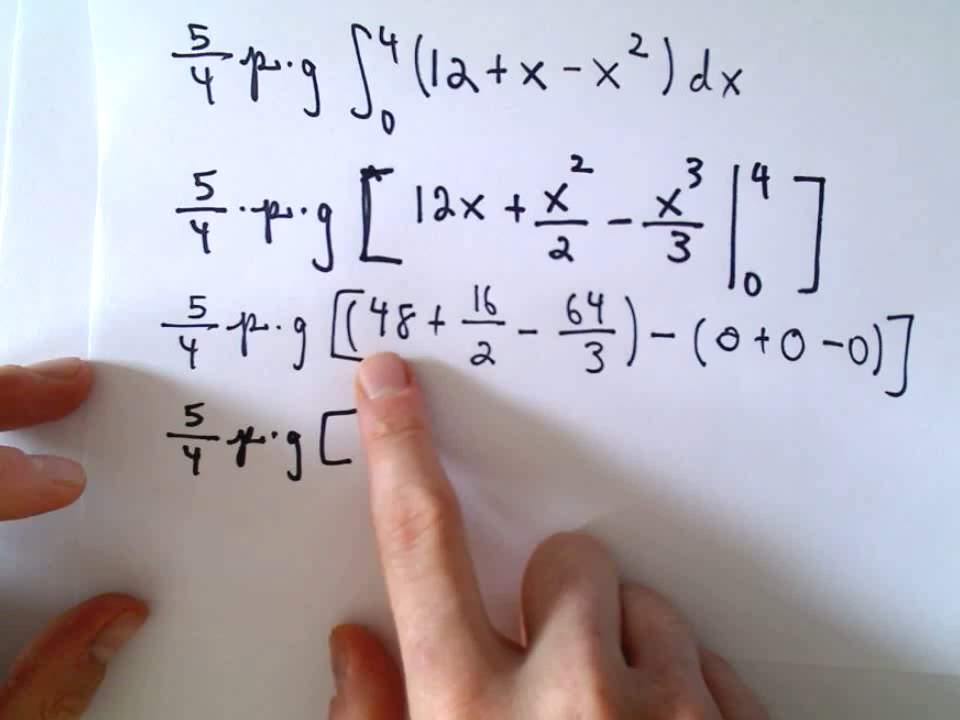 5/4 p·g ∫₀⁴ (12 + x − x²) dx
5/4 · p · g [ 12x + x²/2 − x³/3 |₀⁴ ]
5/4 p · g [(48 + 16/2 − 64/3) − (0 + 0 − 0)]
5/4 p · g [